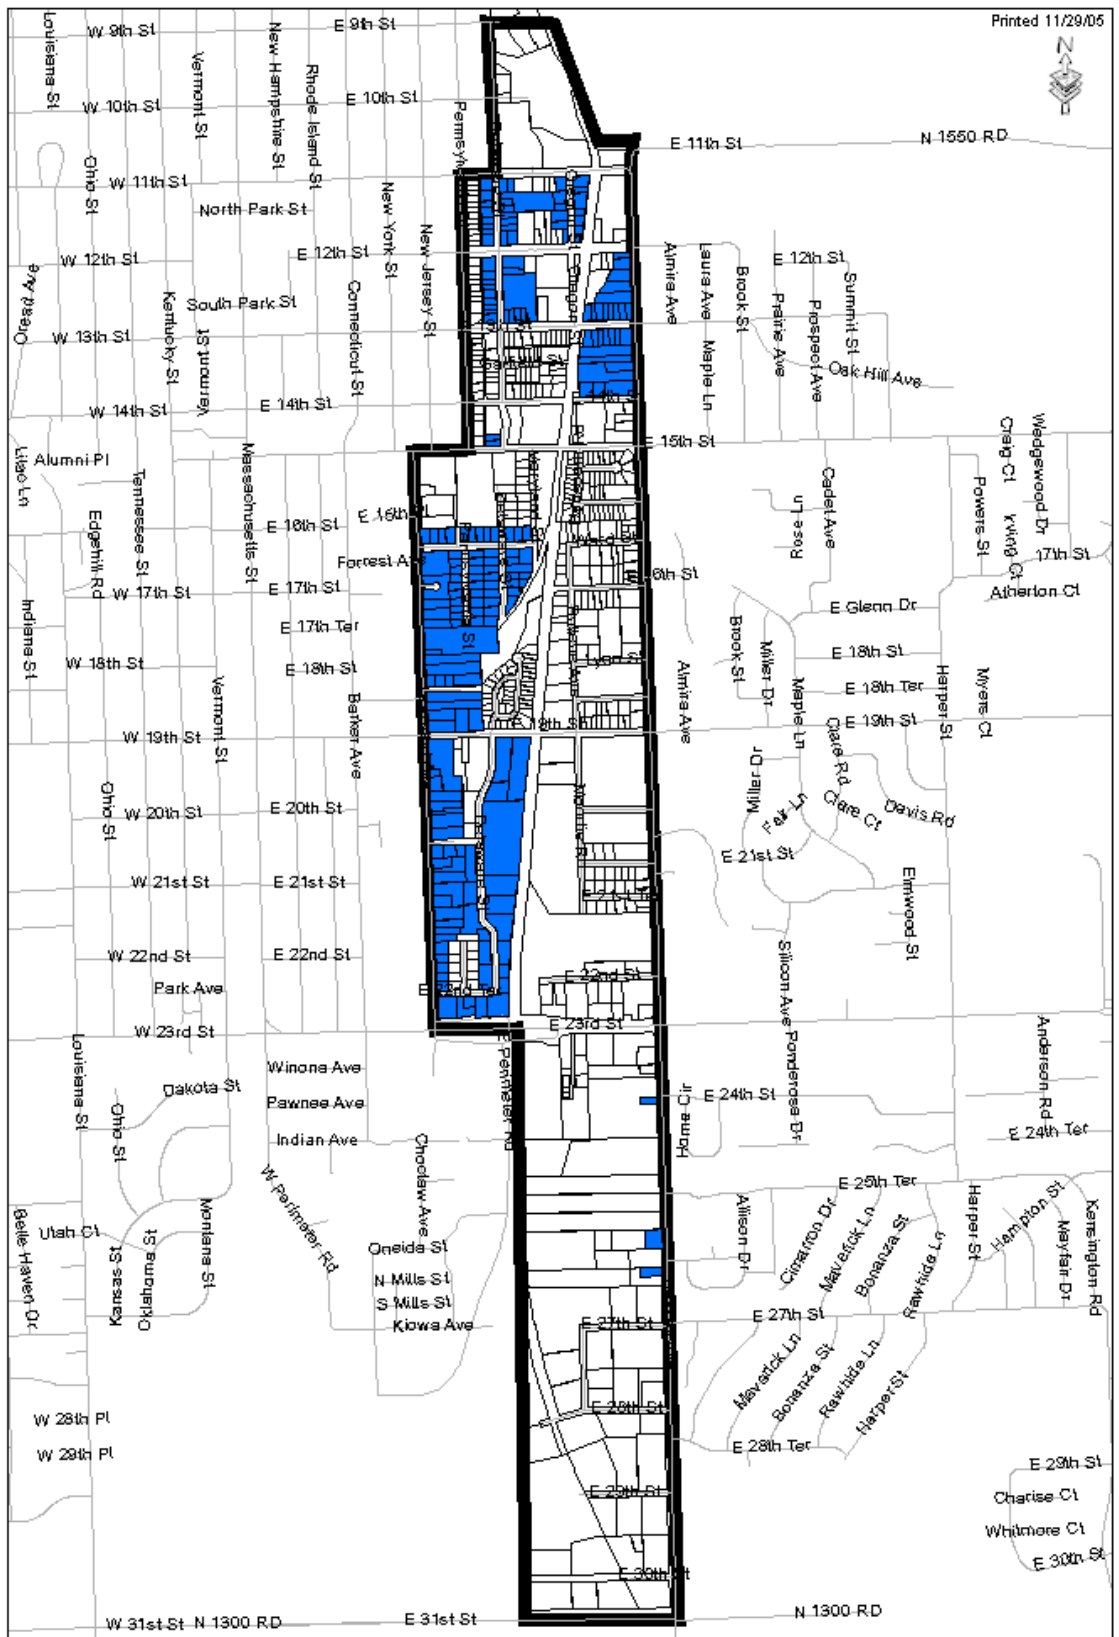 Printed 11/29/05
N
W 9th St
E 9th St
Louisiana St
Vermont St
New Hampshire St
Rhode Island St
W 10th St
E 10th St
E 11th St
N 1550 RD
Ohio St
W 11th St
North Park St
New York St
New Jersey St
W 12th St
E 12th St
Almira Ave
Laura Ave
Brook St
E 12th St
Summit St
Prairie Ave
Prospect Ave
South Park St
Kentucky St
Vermont St
Connecticut St
W 13th St
Maple Ln
Oak Hill Ave
W 14th St
E 14th St
E 15th St
Craig Ct
Wedgewood Dr
Lilac Ln
Alumni Pl
Tennessee St
Massachusetts St
Cadet Ave
Powers St
Irving Ct
Edgehill Rd
E 16th St
Rose Ln
17th St
Forrest Ave
Ward St
Atherton Ct
Indiana St
W 17th St
E 17th St
E Glenn Dr
E 17th Ter
Brook St
Miller Dr
W 18th St
E 18th St
E 18th St
Almira Ave
Maple Ln
E 18th Ter
Harper St
Myers Ct
Vermont St
Barker Ave
E 19th St
E 19th St
W 19th St
Miller Dr
Clare Rd
Ohio St
W 20th St
E 20th St
Fair Ln
Clare Ct
Davis Rd
E 21st St
W 21st St
E 21st St
Elmwood St
W 22nd St
E 22nd St
E 22nd St
Silicon Ave
Park Ave
E 22nd Ter
W 23rd St
E 23rd St
Ponderosa Dr
Anderson Rd
Louisiana St
Winona Ave
Dakota St
E Perimeter Rd
Pawnee Ave
Ohio St
Haskell Cir
E 24th St
E 24th Ter
Indian Ave
Choctaw Ave
E 25th Ter
W Perimeter Rd
Allison Dr
Cimarron Dr
Maverick Ln
Bonanza St
Rawhide Ln
Harper St
Hampton St
Mayfair Dr
Kensington Rd
Belle Haven Dr
Utah Ct
Kansas St
Oklahoma St
Montana St
Oneida St
N Mills St
S Mills St
Kiowa Ave
E 27th St
E 27th St
Maverick Ln
Bonanza St
Rawhide Ln
Harper St
W 28th Pl
E 28th St
E 28th Ter
W 29th Pl
E 29th St
E 29th St
Charise Ct
Whitmore Ct
E 30th St
E 30th St
W 31st St
N 1300 RD
E 31st St
N 1300 RD